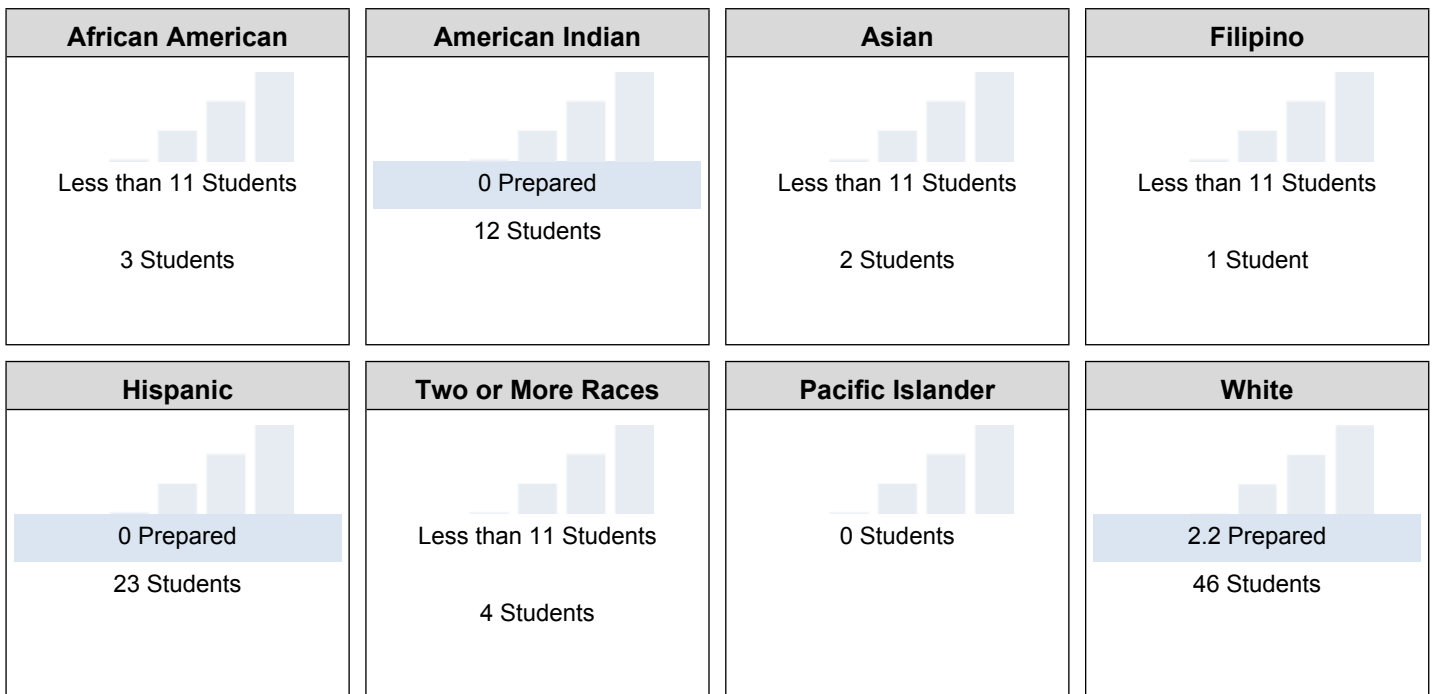 African American
Less than 11 Students
3 Students
American Indian
0 Prepared
12 Students
Asian
Less than 11 Students
2 Students
Filipino
Less than 11 Students
1 Student
Hispanic
0 Prepared
23 Students
Two or More Races
Less than 11 Students
4 Students
Pacific Islander
0 Students
White
2.2 Prepared
46 Students